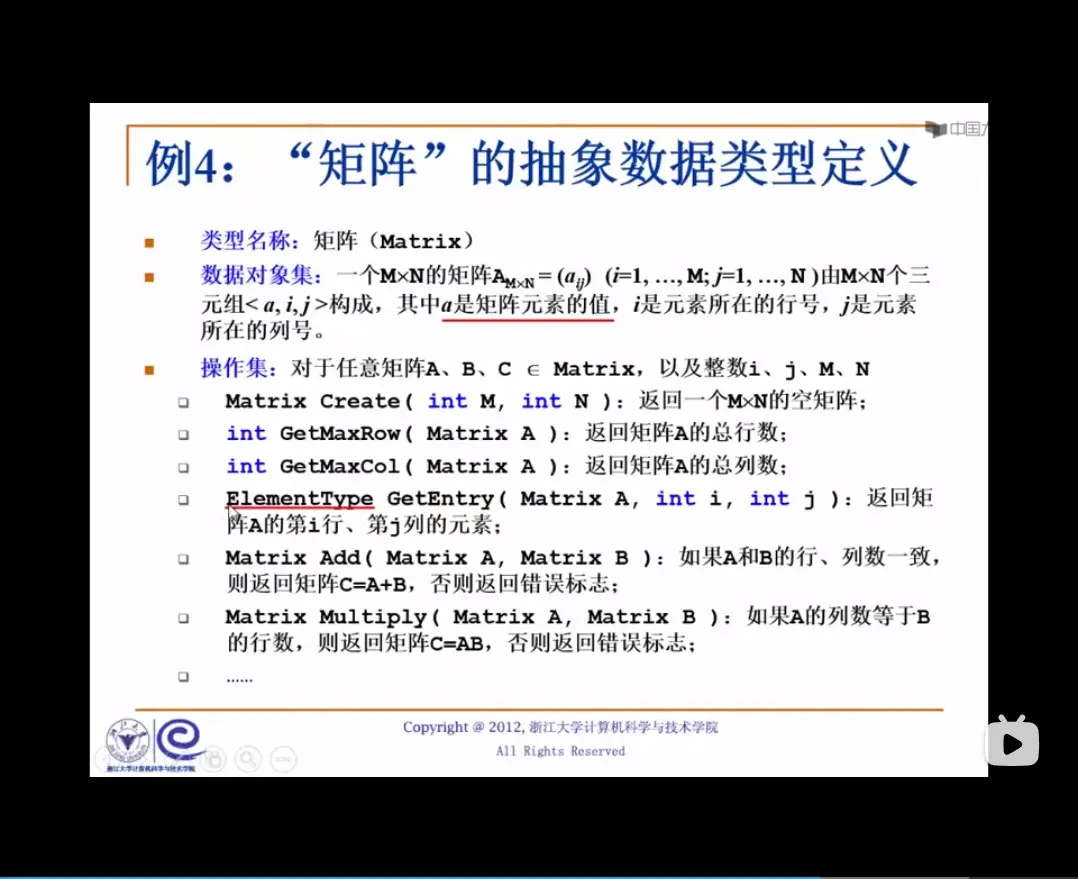 中国大
例4：“矩阵”的抽象数据类型定义
类型名称：矩阵（Matrix）
数据对象集：一个M×N的矩阵A_{M×N} = (a_{ij}) (i=1, …, M; j=1, …, N )由M×N个三
元组< a, i, j >构成，其中a是矩阵元素的值，i是元素所在的行号，j是元素
所在的列号。
操作集：对于任意矩阵A、B、C ∈ Matrix，以及整数i、j、M、N
Matrix Create( int M, int N )：返回一个M×N的空矩阵；
int GetMaxRow( Matrix A )：返回矩阵A的总行数；
int GetMaxCol( Matrix A )：返回矩阵A的总列数；
ElementType GetEntry( Matrix A, int i, int j )：返回矩
阵A的第i行、第j列的元素；
Matrix Add( Matrix A, Matrix B )：如果A和B的行、列数一致，
则返回矩阵C=A+B，否则返回错误标志；
Matrix Multiply( Matrix A, Matrix B )：如果A的列数等于B
的行数，则返回矩阵C=AB，否则返回错误标志；
……
Copyright @ 2012, 浙江大学计算机科学与技术学院
All Rights Reserved
浙江大学计算机科学与技术学院